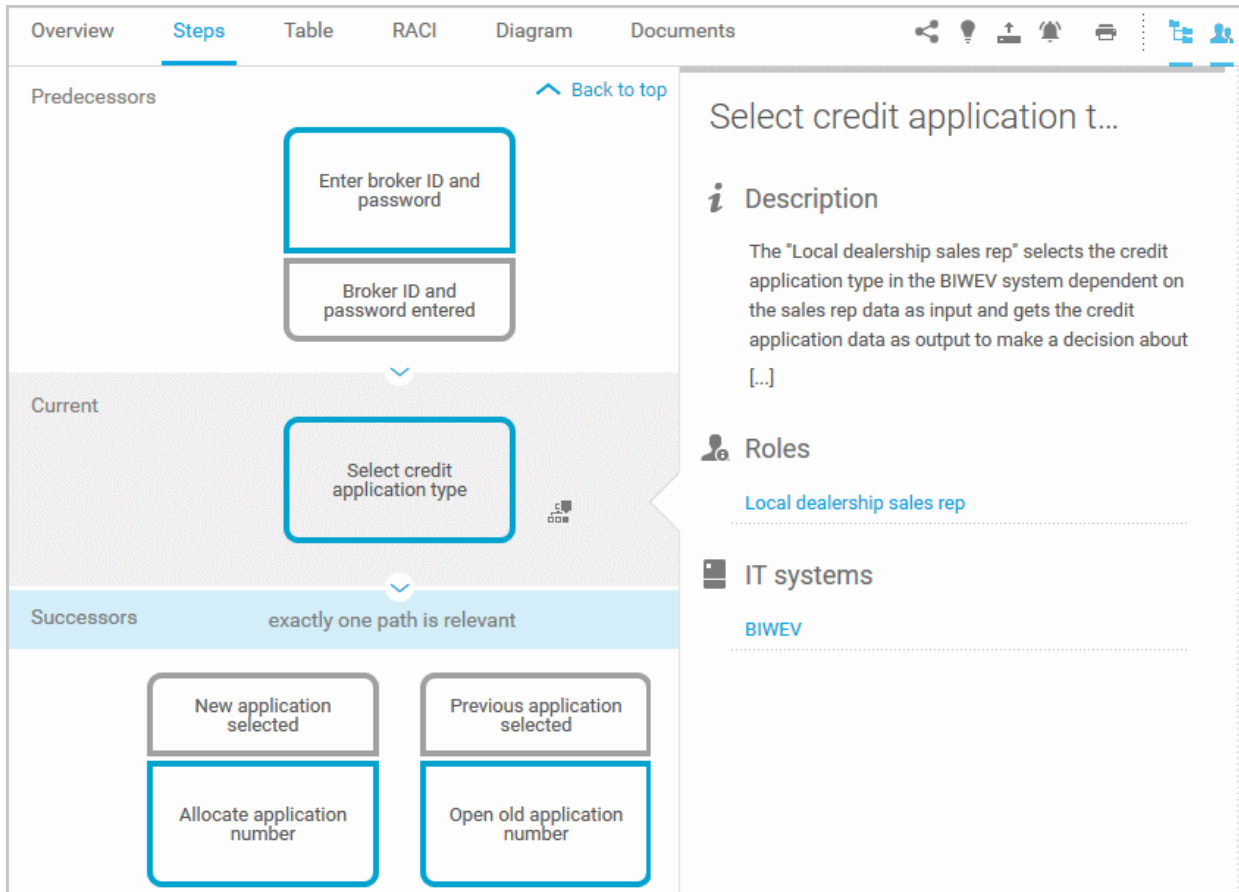 Overview Steps Table RACI Diagram Documents
Predecessors
Back to top
Enter broker ID and
password
Broker ID and
password entered
Current
Select credit
application type
Successors
exactly one path is relevant
New application
selected
Previous application
selected
Allocate application
number
Open old application
number
Select credit application t...
Description
The "Local dealership sales rep" selects the credit
application type in the BIWEV system dependent on
the sales rep data as input and gets the credit
application data as output to make a decision about
[...]
Roles
Local dealership sales rep
IT systems
BIWEV